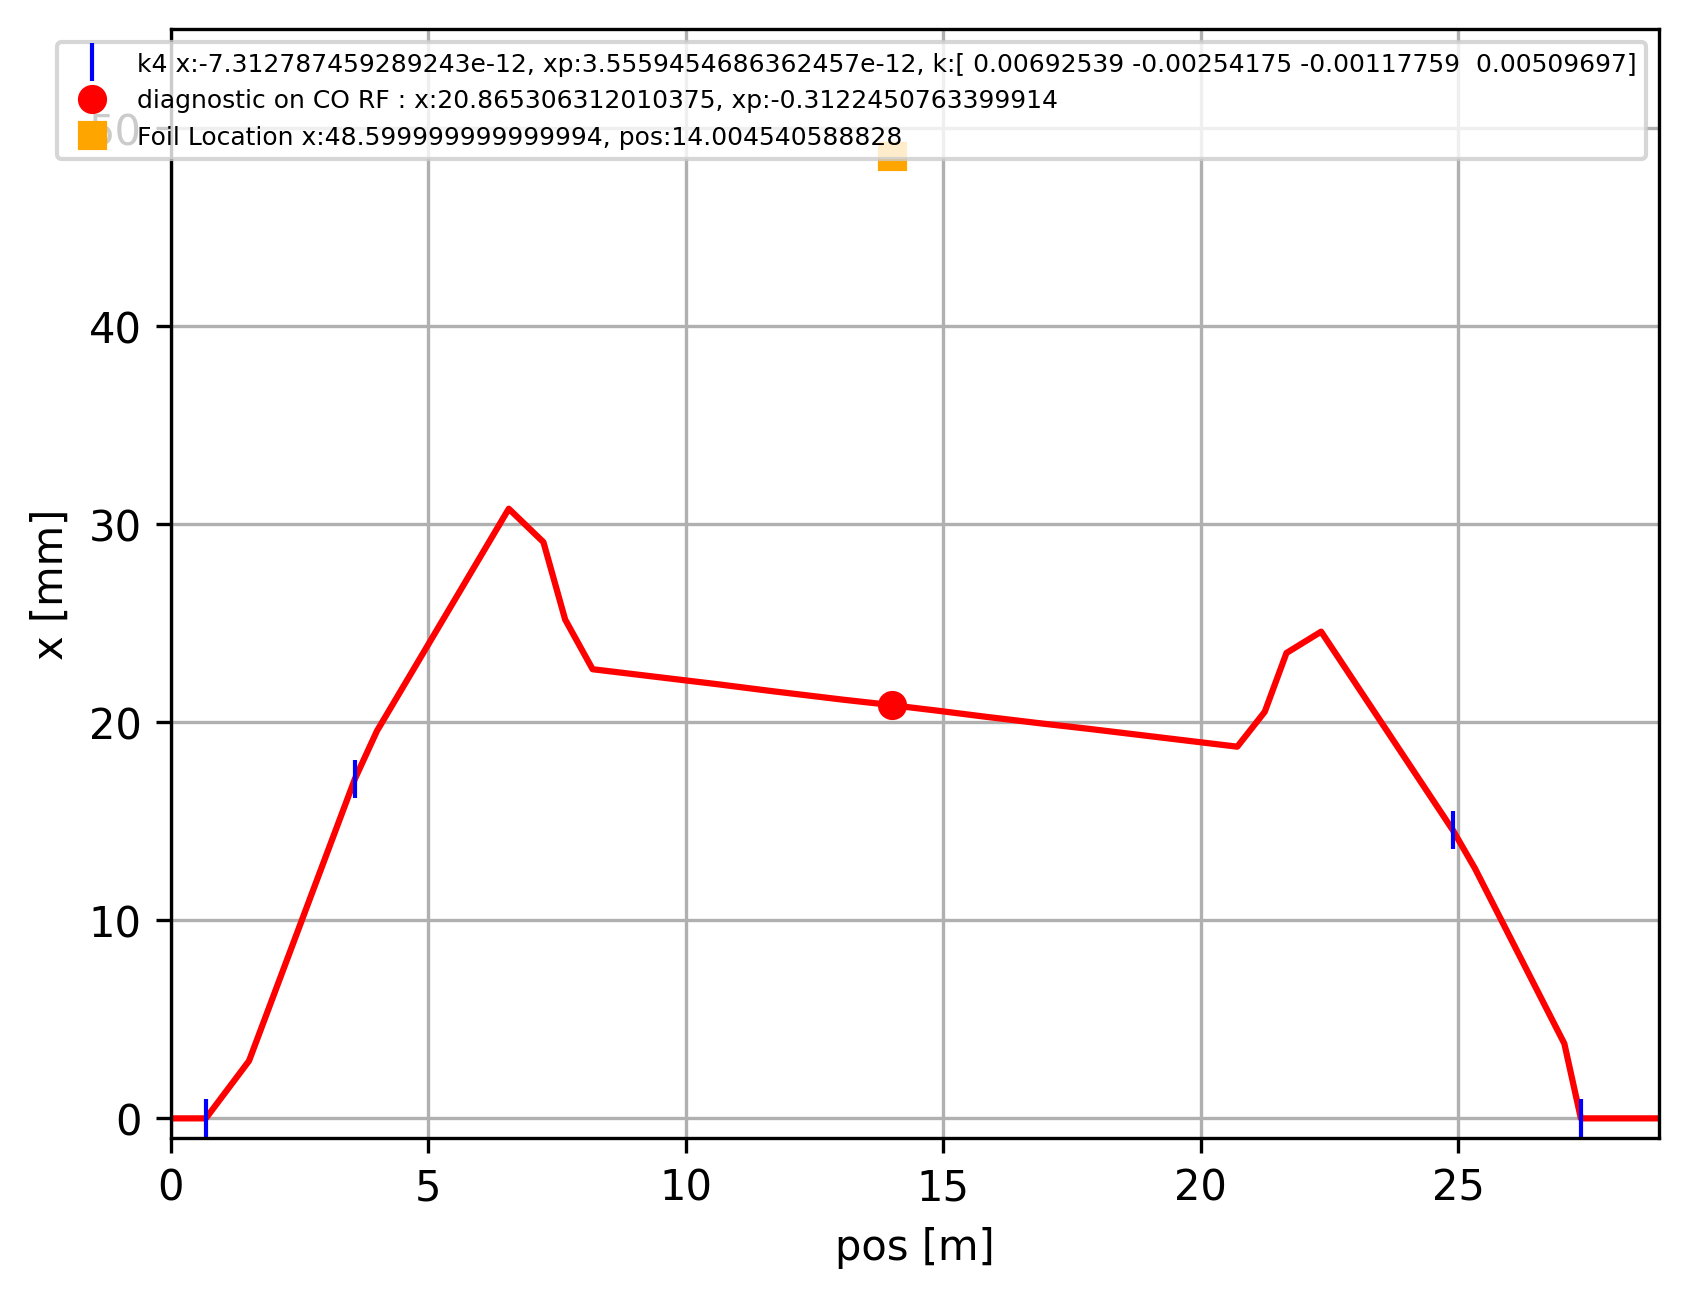 k4 x:-7.312787459289243e-12, xp:3.5559454686362457e-12, k:[ 0.00692539 -0.00254175 -0.00117759  0.00509697]
diagnostic on CO RF : x:20.865306312010375, xp:-0.3122450763399914
Foil Location x:48.599999999999994, pos:14.004540588828
50
40
30
20
10
0
x [mm]
0 5 10 15 20 25
pos [m]